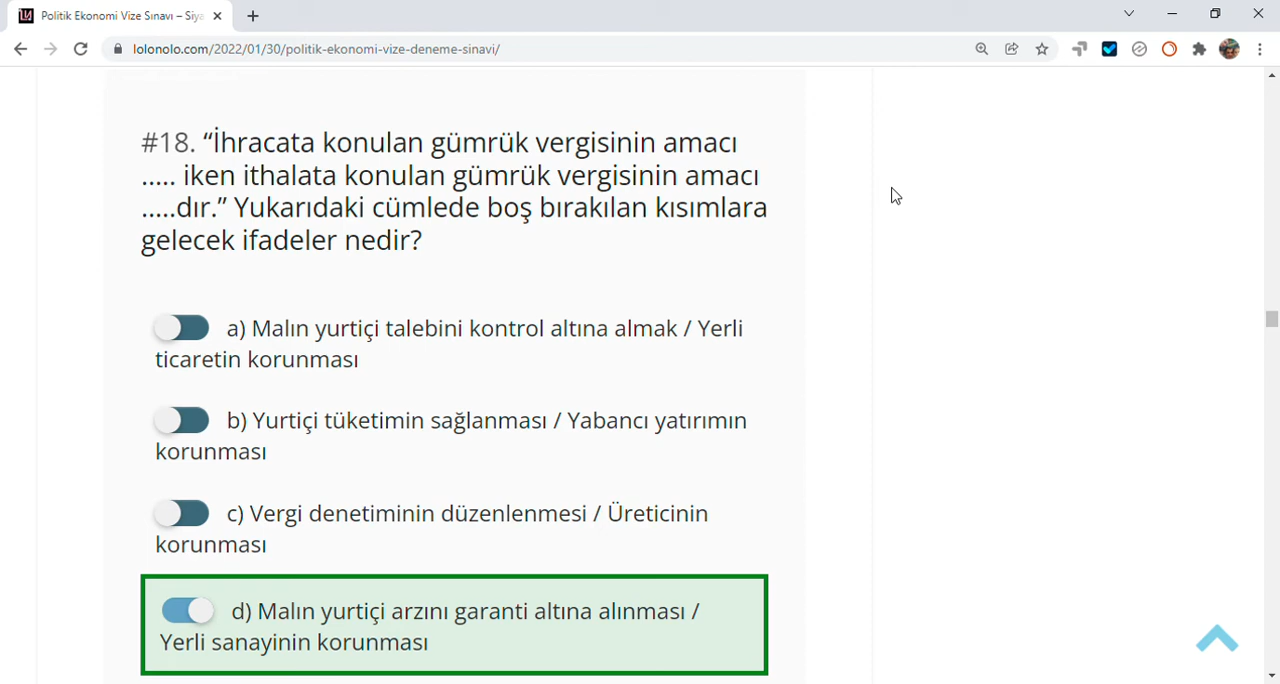 Politik Ekonomi Vize Sınavı – Siya
lolonolo.com/2022/01/30/politik-ekonomi-vize-deneme-sinavi/
#18. “İhracata konulan gümrük vergisinin amacı
..... iken ithalata konulan gümrük vergisinin amacı
.....dır.” Yukarıdaki cümlede boş bırakılan kısımlara
gelecek ifadeler nedir?
a) Malın yurtiçi talebini kontrol altına almak / Yerli
ticaretin korunması
b) Yurtiçi tüketimin sağlanması / Yabancı yatırımın
korunması
c) Vergi denetiminin düzenlenmesi / Üreticinin
korunması
d) Malın yurtiçi arzını garanti altına alınması /
Yerli sanayinin korunması